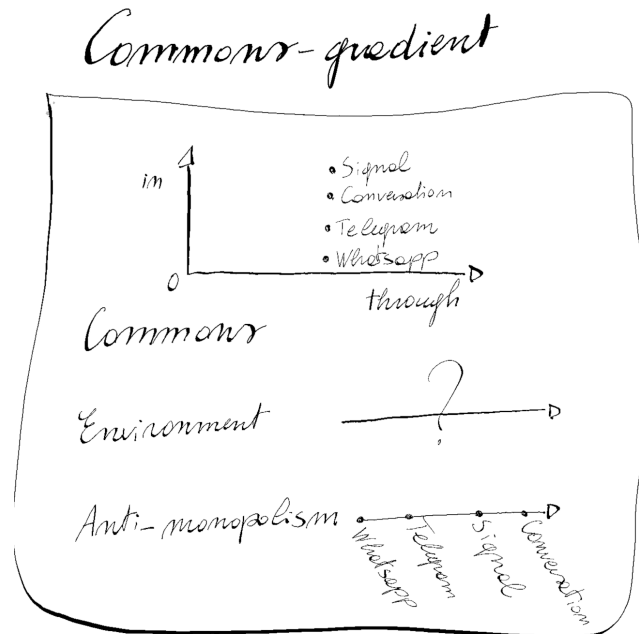 Commons-gradient
in
• Signal
• Conversation
• Telegram
• Whatsapp
0
through
Commons
Environment
?
Anti-monopolism
Whatsapp
Telegram
Signal
Conversation